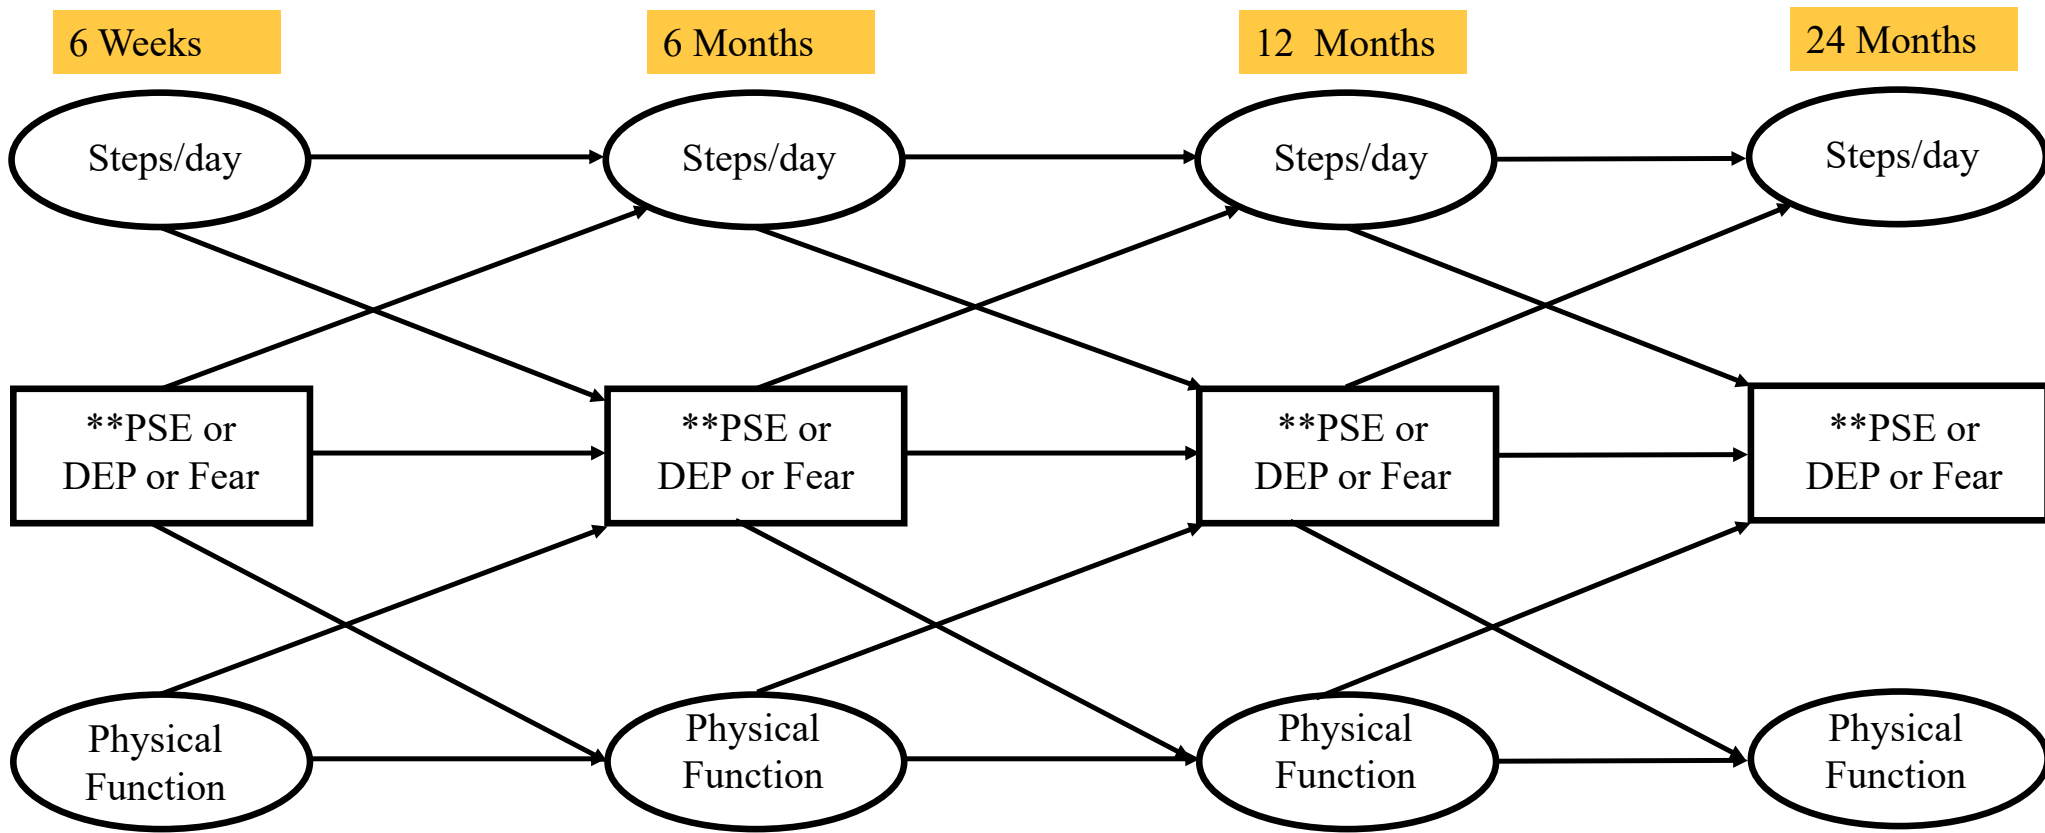 6 Weeks
6 Months
12  Months
24 Months
Steps/day
Steps/day
Steps/day
Steps/day
**PSE or
DEP or Fear
**PSE or
DEP or Fear
**PSE or
DEP or Fear
**PSE or
DEP or Fear
Physical
Function
Physical
Function
Physical
Function
Physical
Function